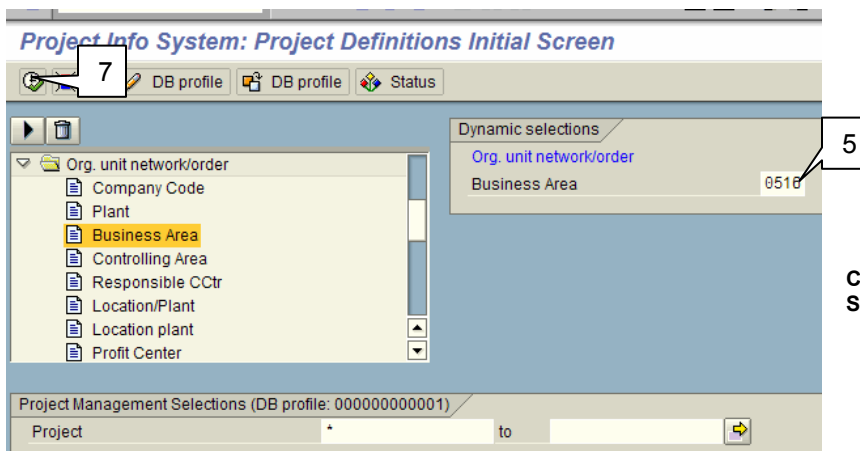 Project Info System: Project Definitions Initial Screen
7
DB profile DB profile Status
Dynamic selections
5
Org. unit network/order
Org. unit network/order
Company Code
Business Area 0516
Plant
Business Area
Controlling Area
C
Responsible CCtr
S
Location/Plant
Location plant
Profit Center
Project Management Selections (DB profile: 000000000001)
Project * to